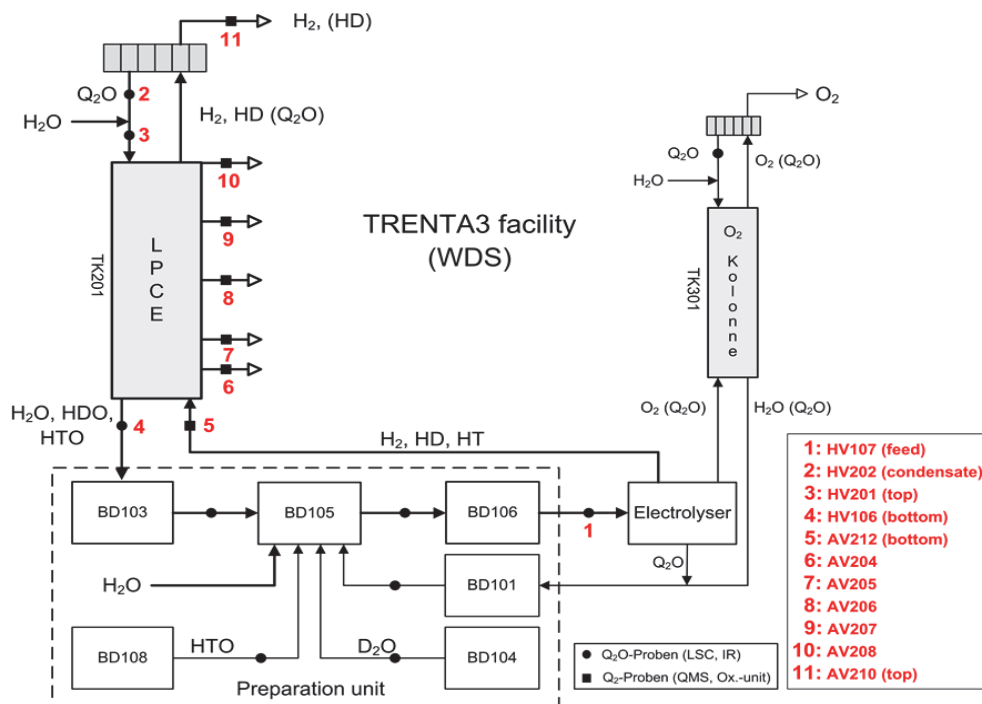 11
H₂, (HD)
Q₂O
2
H₂O
3
H₂, HD (Q₂O)
O₂
Q₂O
O₂ (Q₂O)
H₂O
10
9
8
7
6
LPCE
TK201
TRENTA3 facility
(WDS)
O₂ Kolonne
TK301
H₂O, HDO,
HTO
4
5
H₂, HD, HT
O₂ (Q₂O)
H₂O (Q₂O)
BD103
BD105
BD106
1
Electrolyser
Q₂O
H₂O
BD101
BD108
HTO
D₂O
BD104
Preparation unit
Q₂O-Proben (LSC, IR)
Q₂-Proben (QMS, Ox.-unit)
1: HV107 (feed)
2: HV202 (condensate)
3: HV201 (top)
4: HV106 (bottom)
5: AV212 (bottom)
6: AV204
7: AV205
8: AV206
9: AV207
10: AV208
11: AV210 (top)